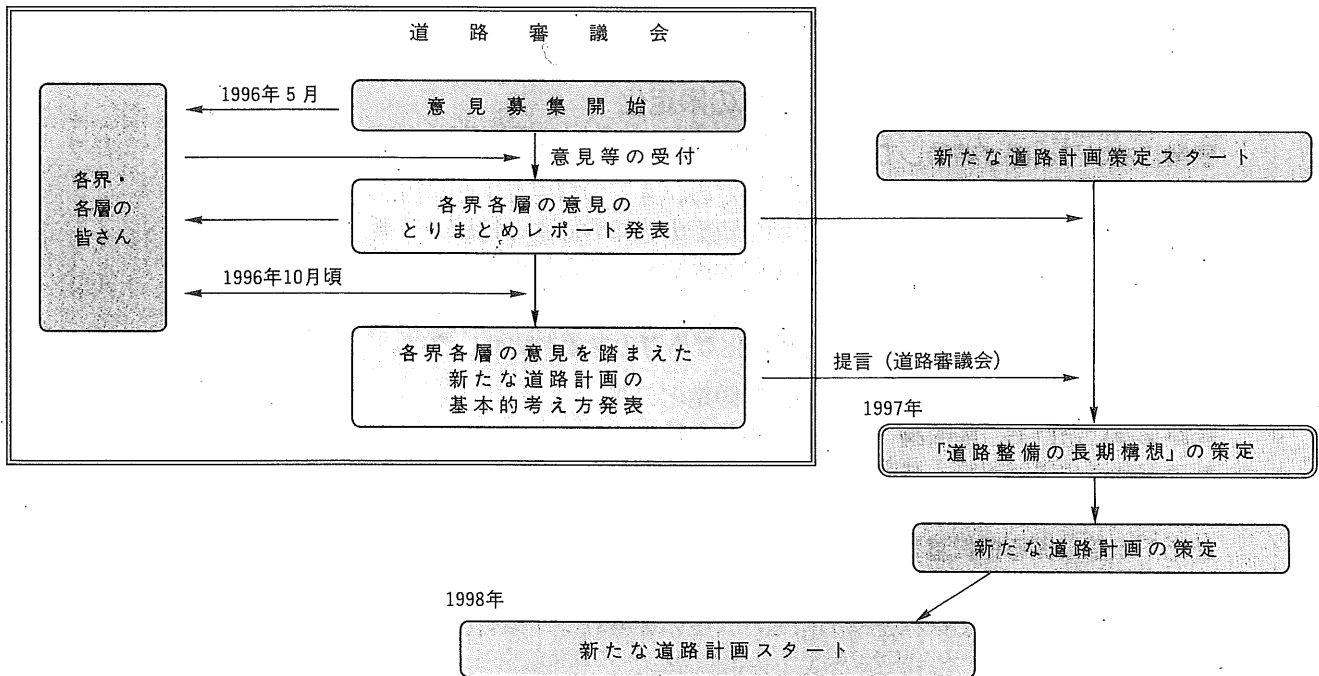 道路審議会
1996年5月
意見募集開始
意見等の受付
各界・
各層の
皆さん
各界各層の意見の
とりまとめレポート発表
1996年10月頃
各界各層の意見を踏まえた
新たな道路計画の
基本的考え方発表
新たな道路計画策定スタート
提言（道路審議会）
1997年
「道路整備の長期構想」の策定
新たな道路計画の策定
1998年
新たな道路計画スタート